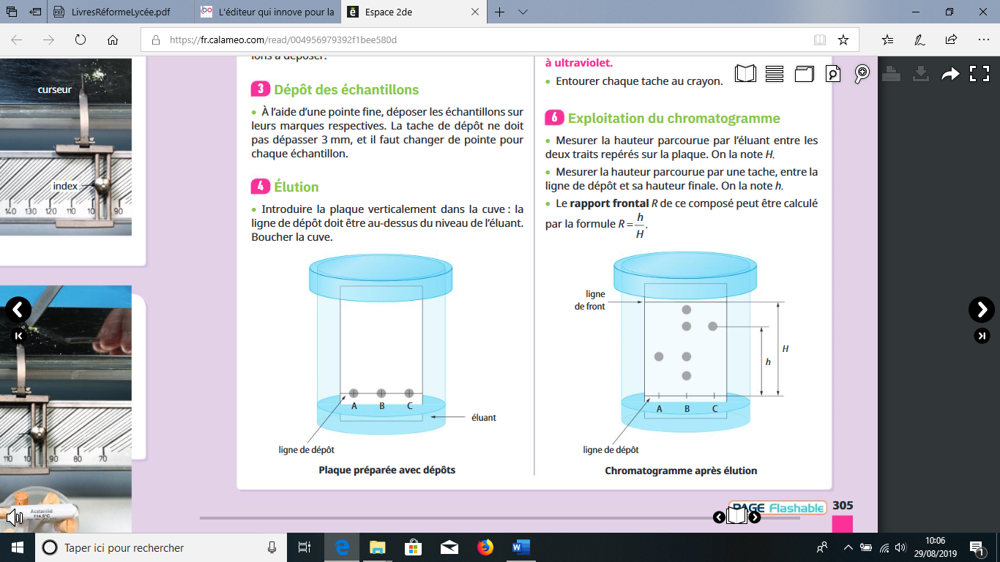 LivresRéformeLycée.pdf
L'éditeur qui innove pour la
Espace 2de
https://fr.calameo.com/read/004956979392f1bee580d
curseur
index
140 130 120 110 10 90
110 10 90 80 70
Acetanilid
114.5°C
3 Dépôt des échantillons
• À l'aide d'une pointe fine, déposer les échantillons sur
leurs marques respectives. La tache de dépôt ne doit
pas dépasser 3 mm, et il faut changer de pointe pour
chaque échantillon.
4 Élution
• Introduire la plaque verticalement dans la cuve : la
ligne de dépôt doit être au-dessus du niveau de l'éluant.
Boucher la cuve.
A B C
éluant
ligne de dépôt
Plaque préparée avec dépôts
à ultraviolet.
• Entourer chaque tache au crayon.
6 Exploitation du chromatogramme
• Mesurer la hauteur parcourue par l'éluant entre les
deux traits repérés sur la plaque. On la note H.
• Mesurer la hauteur parcourue par une tache, entre la
ligne de dépôt et sa hauteur finale. On la note h.
• Le rapport frontal R de ce composé peut être calculé
par la formule R = h/H.
ligne
de front
H
h
A B C
ligne de dépôt
Chromatogramme après élution
PAGE Flashable 305
Taper ici pour rechercher
10:06
29/08/2019
1